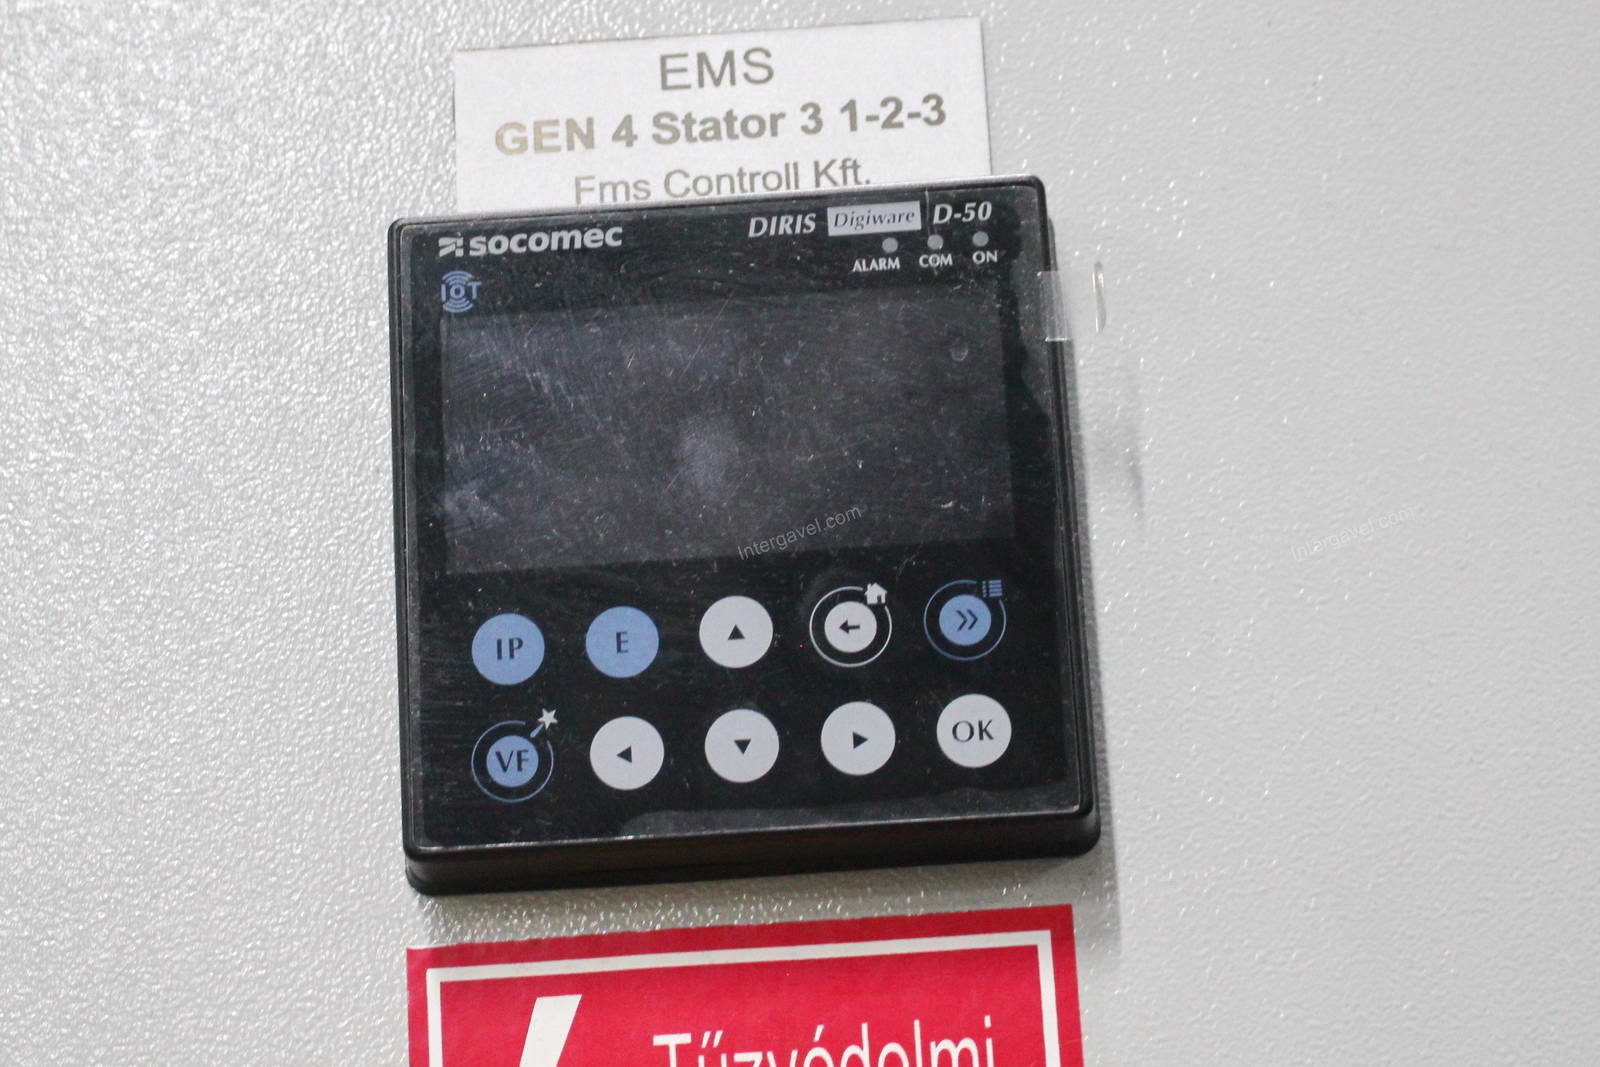 EMS
GEN 4 Stator 3 1-2-3
Ems Controll Kft.
socomec
DIRIS Digiware D-50
ALARM COM ON
IOT
Intergavel.com
Intergavel.com
IP E
VF OK
Tűzvédelmi